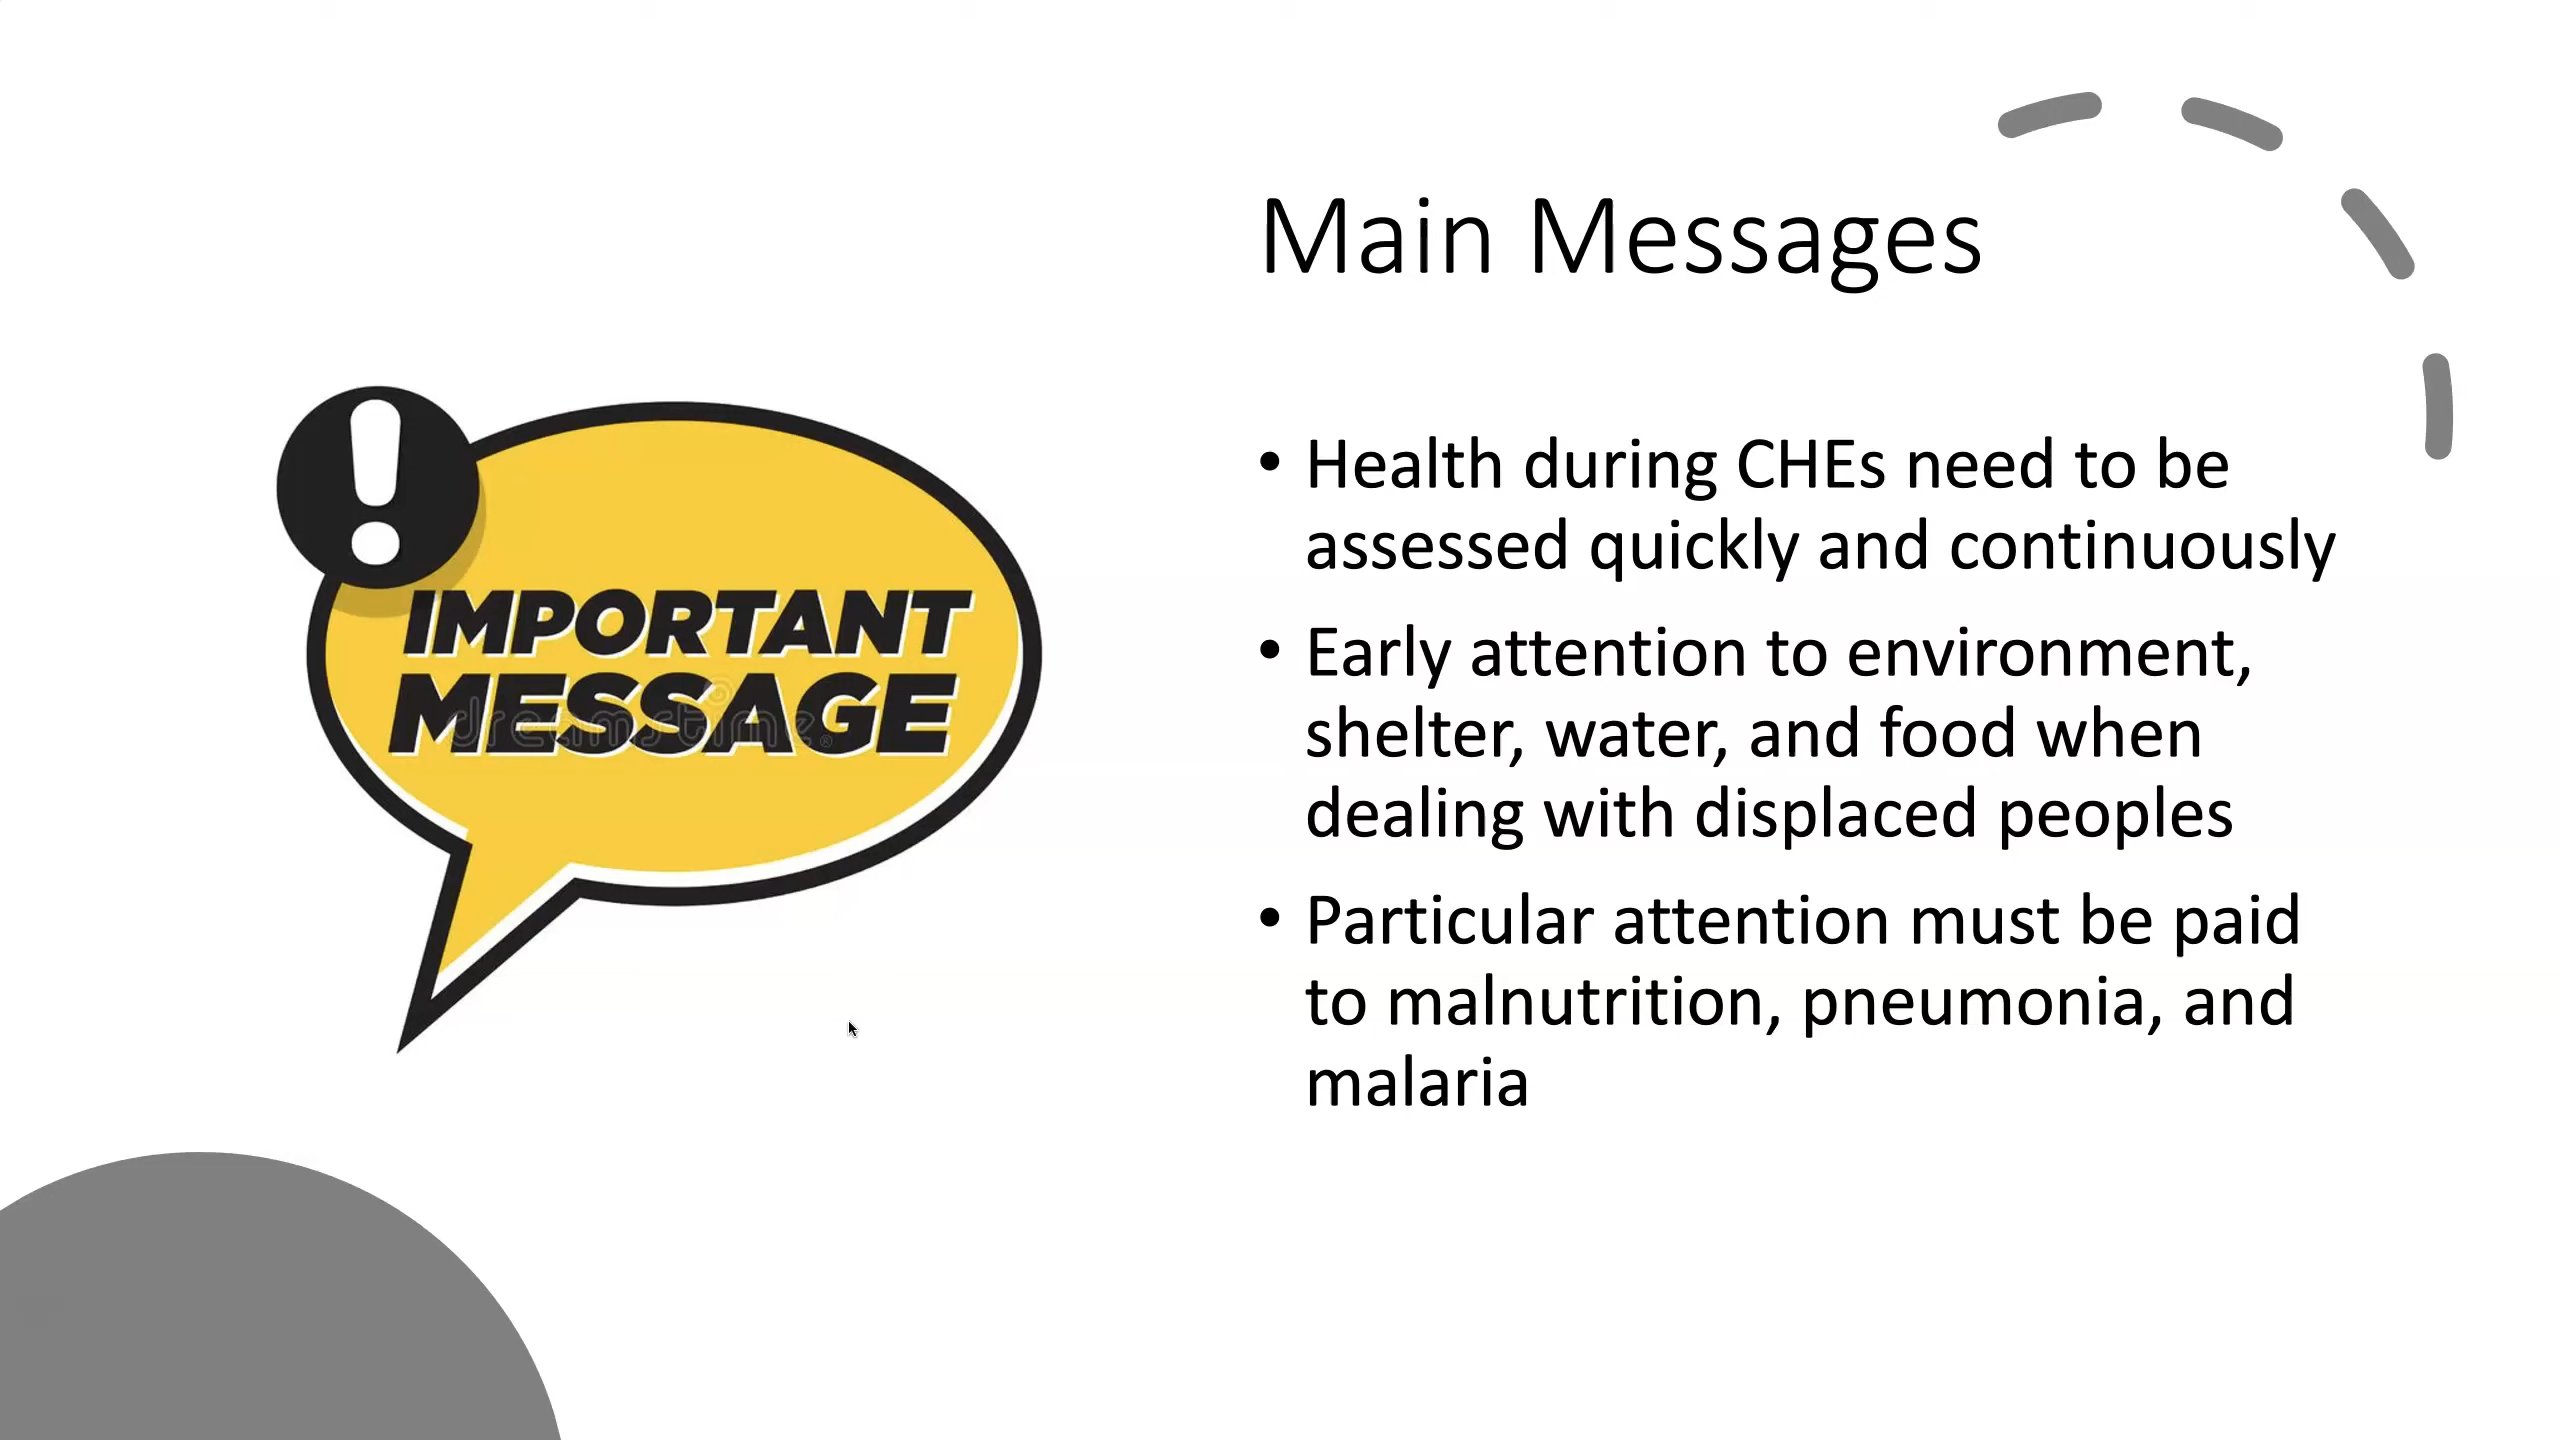 Main Messages
!
IMPORTANT
MESSAGE
dreamstime®
• Health during CHEs need to be
assessed quickly and continuously
• Early attention to environment,
shelter, water, and food when
dealing with displaced peoples
• Particular attention must be paid
to malnutrition, pneumonia, and
malaria